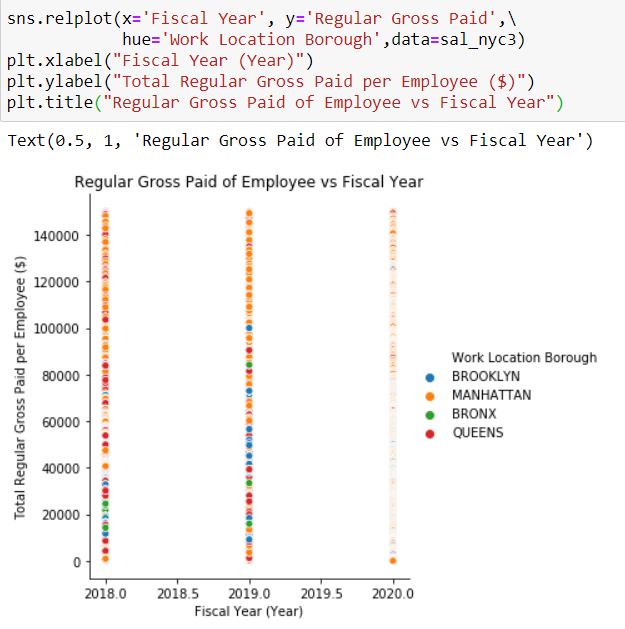 sns.relplot(x='Fiscal Year', y='Regular Gross Paid',\
hue='Work Location Borough',data=sal_nyc3)
plt.xlabel("Fiscal Year (Year)")
plt.ylabel("Total Regular Gross Paid per Employee ($)")
plt.title("Regular Gross Paid of Employee vs Fiscal Year")
Text(0.5, 1, 'Regular Gross Paid of Employee vs Fiscal Year')
Regular Gross Paid of Employee vs Fiscal Year
Total Regular Gross Paid per Employee ($)
140000
120000
100000
80000
60000
40000
20000
0
Work Location Borough
BROOKLYN
MANHATTAN
BRONX
QUEENS
2018.0 2018.5 2019.0 2019.5 2020.0
Fiscal Year (Year)